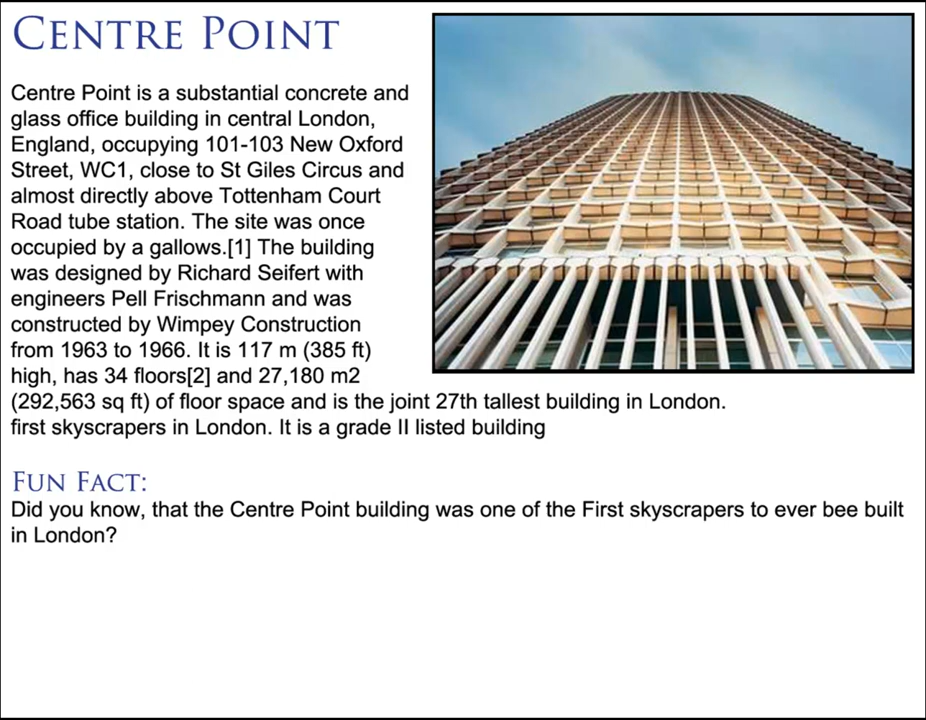 CENTRE POINT
Centre Point is a substantial concrete and
glass office building in central London,
England, occupying 101-103 New Oxford
Street, WC1, close to St Giles Circus and
almost directly above Tottenham Court
Road tube station. The site was once
occupied by a gallows.[1] The building
was designed by Richard Seifert with
engineers Pell Frischmann and was
constructed by Wimpey Construction
from 1963 to 1966. It is 117 m (385 ft)
high, has 34 floors[2] and 27,180 m2
(292,563 sq ft) of floor space and is the joint 27th tallest building in London.
first skyscrapers in London. It is a grade II listed building
FUN FACT:
Did you know, that the Centre Point building was one of the First skyscrapers to ever bee built
in London?